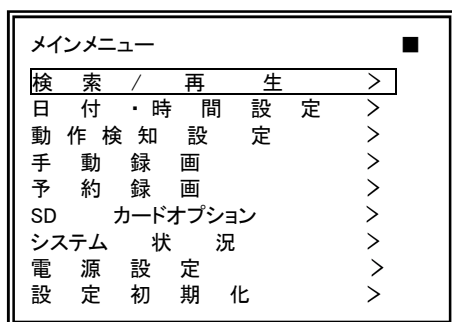 メインメニュー ■
検索/再生 >
日付・時間設定 >
動作検知設定 >
手動録画 >
予約録画 >
SD カードオプション >
システム状況 >
電源設定 >
設定初期化 >